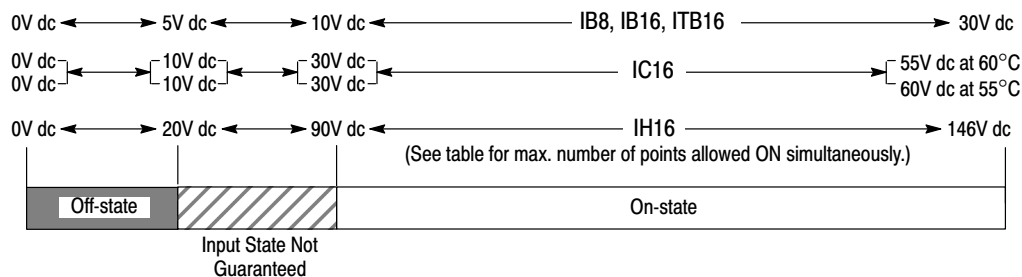 0V dc 5V dc 10V dc IB8, IB16, ITB16 30V dc
0V dc 10V dc 30V dc 55V dc at 60°C
IC16
0V dc 10V dc 30V dc 60V dc at 55°C
0V dc 20V dc 90V dc IH16 146V dc
(See table for max. number of points allowed ON simultaneously.)
Off-state On-state
Input State Not
Guaranteed